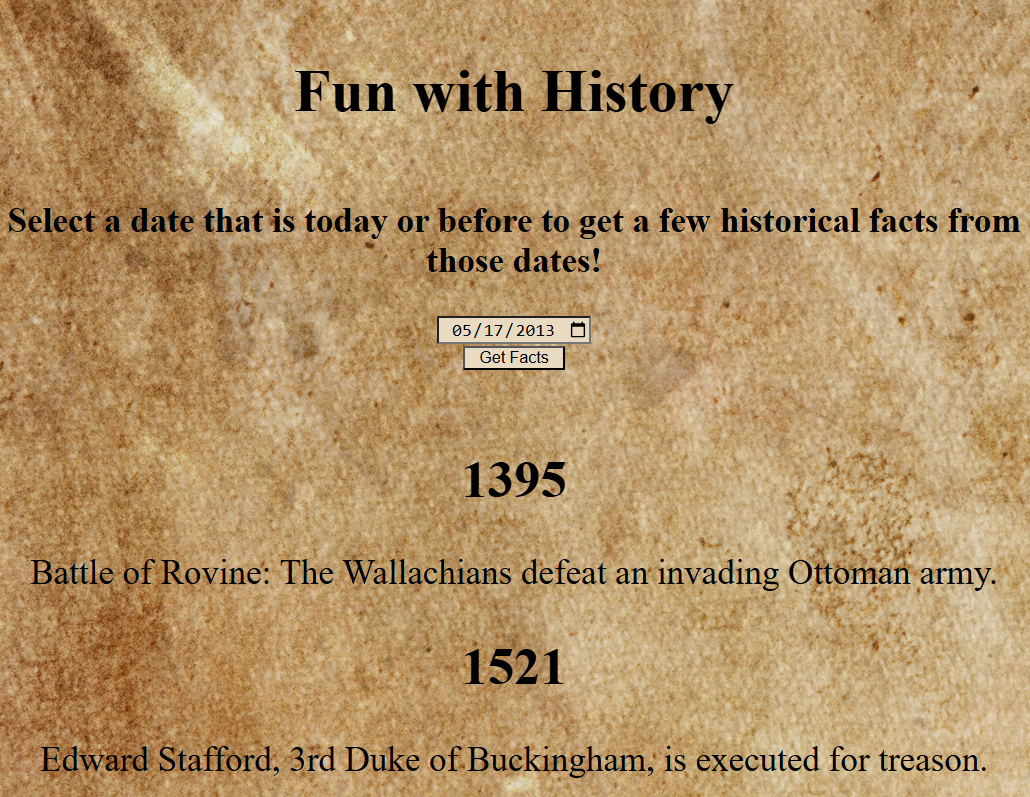 Fun with History
Select a date that is today or before to get a few historical facts from
those dates!
05/17/2013
Get Facts
1395
Battle of Rovine: The Wallachians defeat an invading Ottoman army.
1521
Edward Stafford, 3rd Duke of Buckingham, is executed for treason.